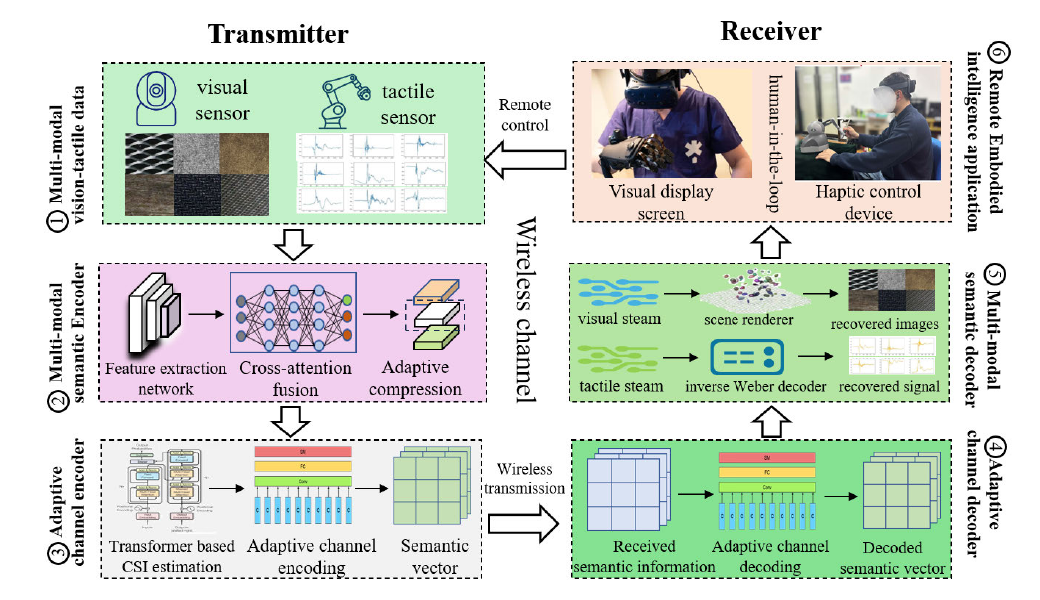 Transmitter
Receiver
① Multi-modal
vision-tactile data
visual
sensor
tactile
sensor
Remote
control
Visual display
screen
human-in-the-loop
Haptic control
device
⑥ Remote Embodied
intelligence application
Wireless channel
② Multi-modal
semantic Encoder
Feature extraction
network
Cross-attention
fusion
Adaptive
compression
visual steam
scene renderer
recovered images
tactile steam
inverse Weber decoder
recovered signal
⑤ Multi-modal
semantic decoder
③ Adaptive
channel encoder
Transformer based
CSI estimation
FC
Conv
C C C C C C C C C C
Adaptive channel
encoding
Semantic
vector
Wireless
transmission
Received
semantic information
FC
Conv
C C C C C C C C C C
Adaptive channel
decoding
Decoded
semantic vector
④ Adaptive
channel decoder